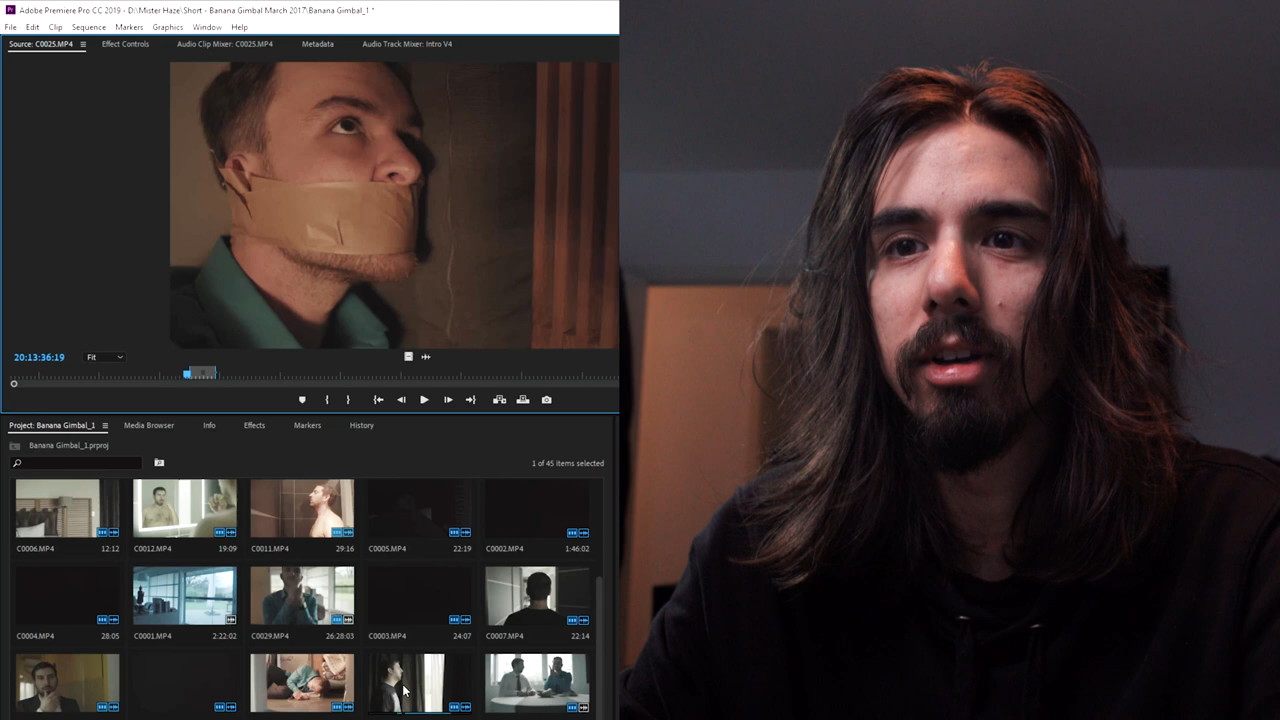 Adobe Premiere Pro CC 2019 - D:\Mister Haze\Short - Banana Gimbal March 2017\Banana Gimbal_1 *
File Edit Clip Sequence Markers Graphics Window Help
Source: C0025.MP4 Effect Controls Audio Clip Mixer: C0025.MP4 Metadata Audio Track Mixer: Intro V4
20:13:36:19 Fit
Project: Banana Gimbal_1 Media Browser Info Effects Markers History
Banana Gimbal_1.prproj
1 of 45 items selected
C0006.MP4 12:12 C0012.MP4 19:09 C0011.MP4 29:16 C0005.MP4 22:19 C0002.MP4 1:46:02
C0004.MP4 28:05 C0001.MP4 2:22:02 C0029.MP4 26:28:03 C0003.MP4 24:07 C0007.MP4 22:14